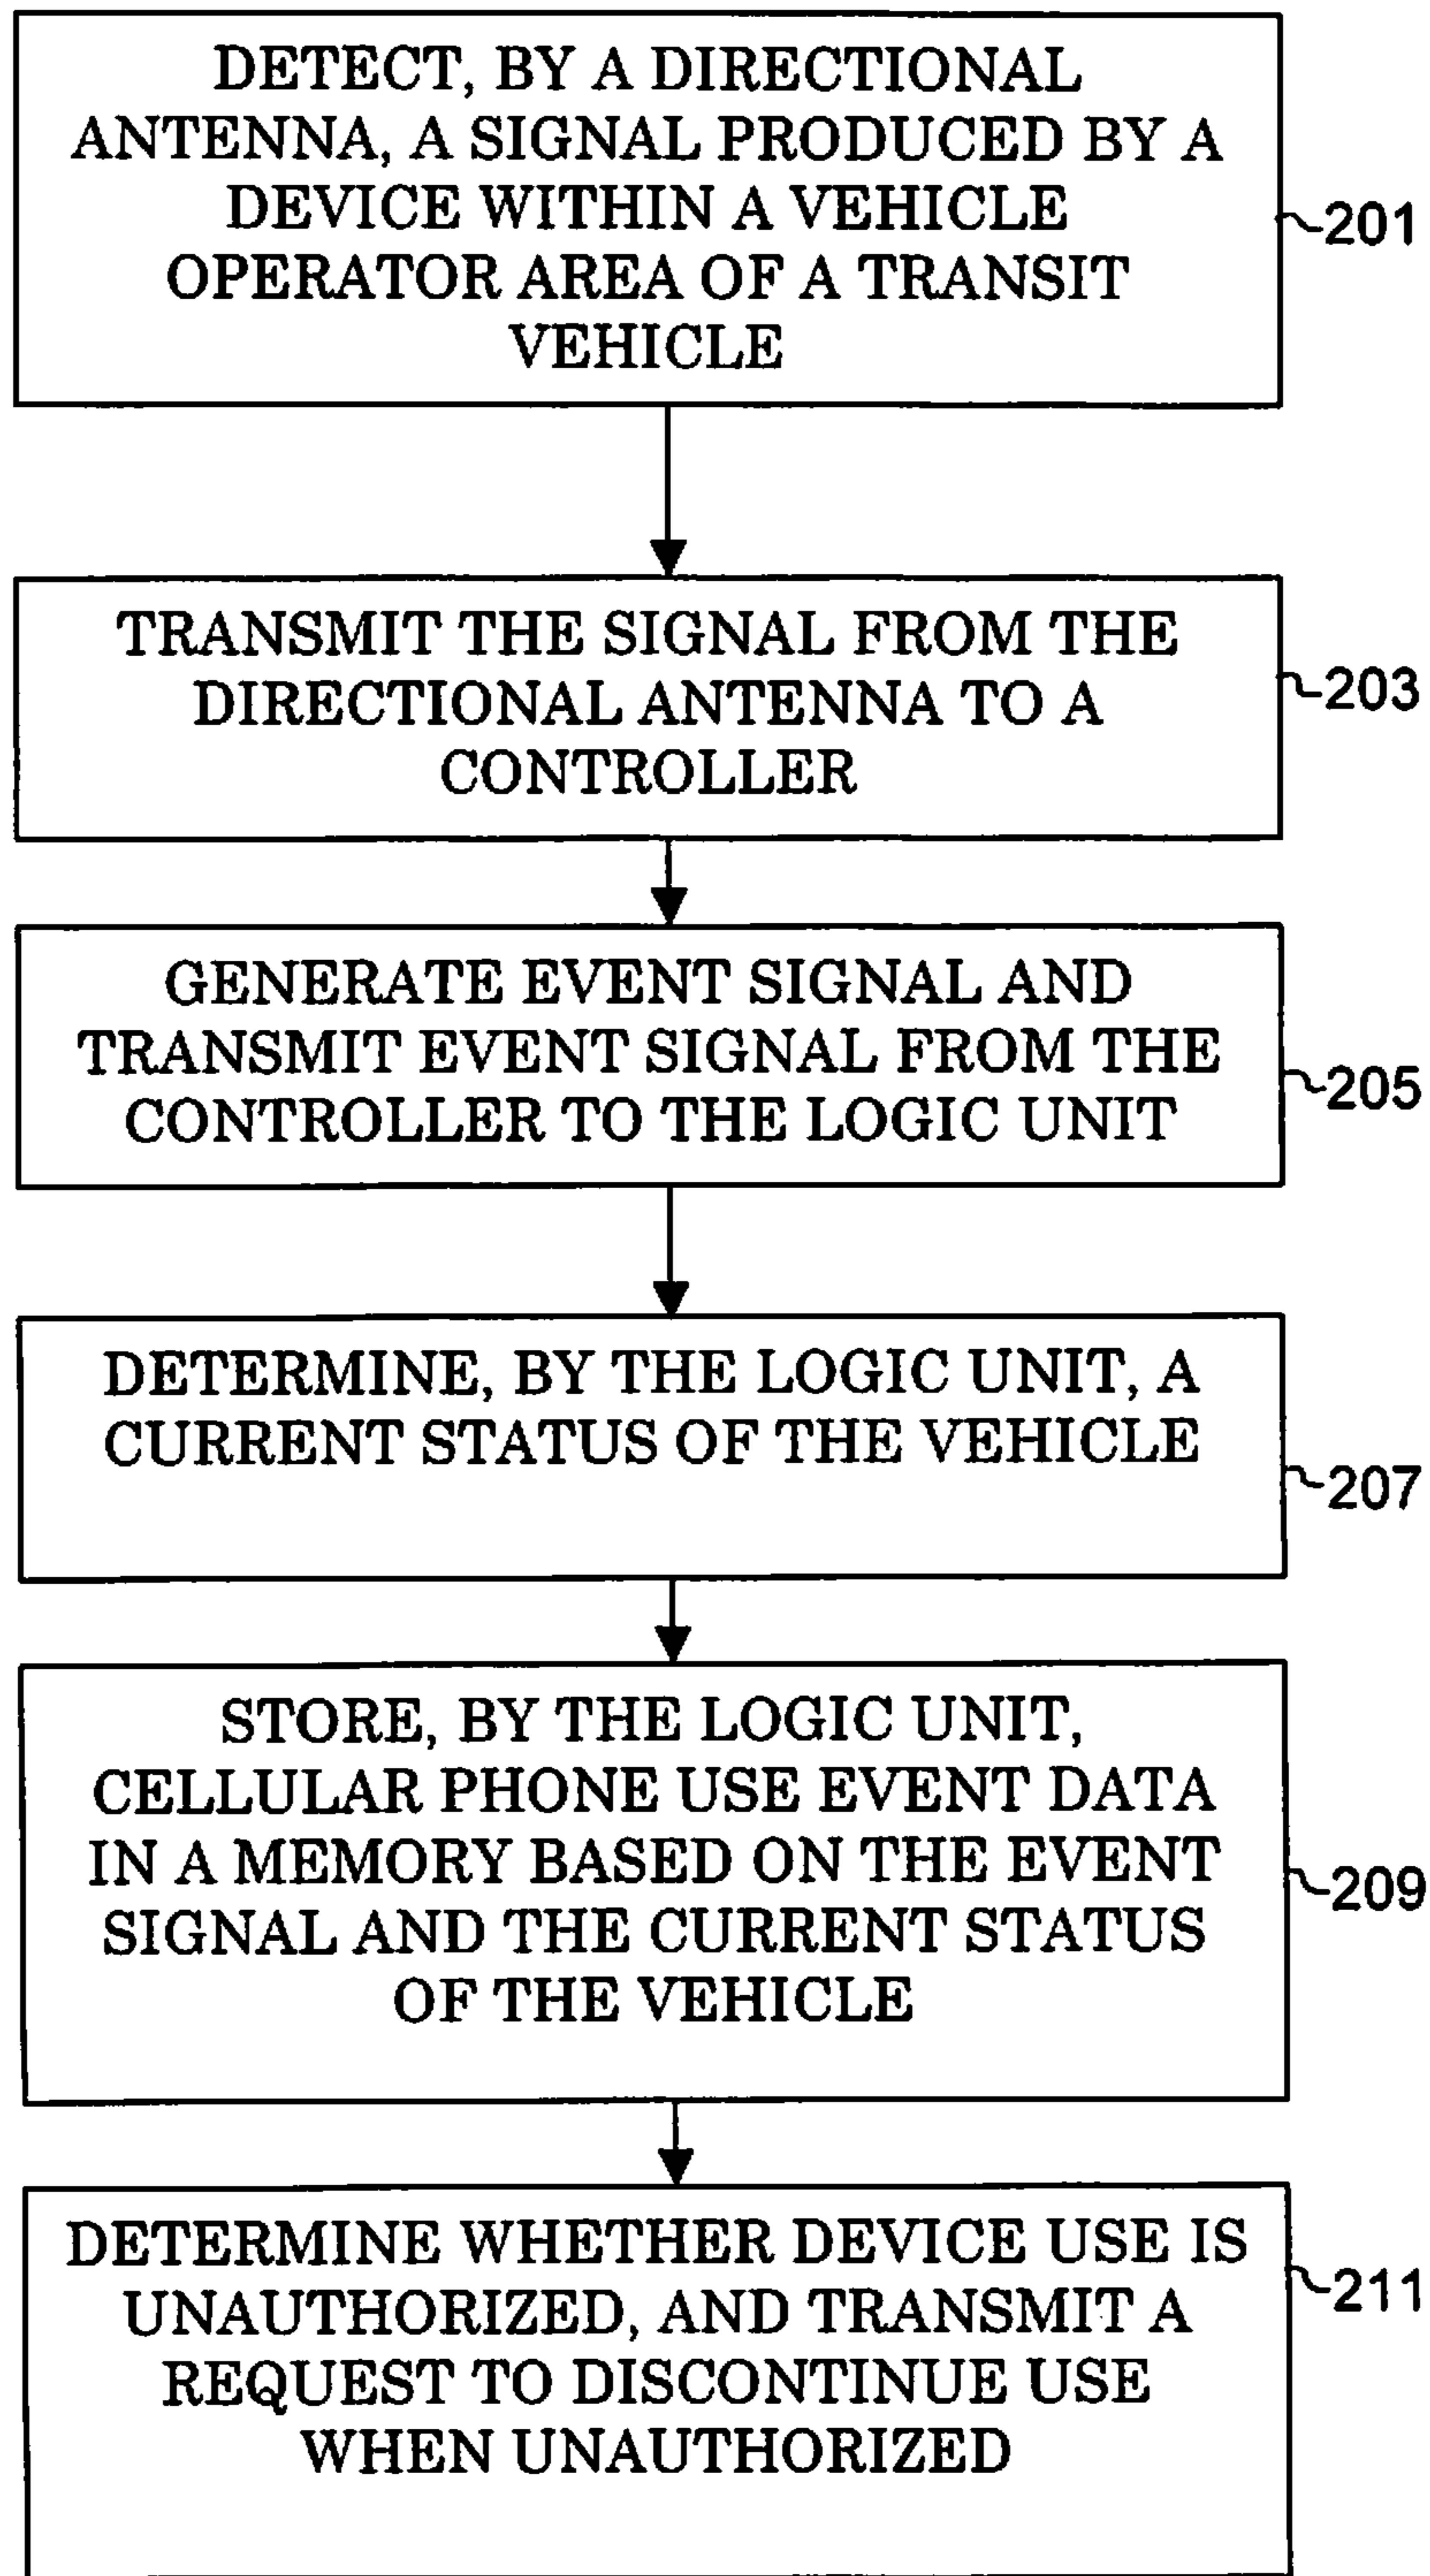 DETECT, BY A DIRECTIONAL
ANTENNA, A SIGNAL PRODUCED BY A
DEVICE WITHIN A VEHICLE
OPERATOR AREA OF A TRANSIT
VEHICLE
201
TRANSMIT THE SIGNAL FROM THE
DIRECTIONAL ANTENNA TO A
CONTROLLER
203
GENERATE EVENT SIGNAL AND
TRANSMIT EVENT SIGNAL FROM THE
CONTROLLER TO THE LOGIC UNIT
205
DETERMINE, BY THE LOGIC UNIT, A
CURRENT STATUS OF THE VEHICLE
207
STORE, BY THE LOGIC UNIT,
CELLULAR PHONE USE EVENT DATA
IN A MEMORY BASED ON THE EVENT
SIGNAL AND THE CURRENT STATUS
OF THE VEHICLE
209
DETERMINE WHETHER DEVICE USE IS
UNAUTHORIZED, AND TRANSMIT A
REQUEST TO DISCONTINUE USE
WHEN UNAUTHORIZED
211